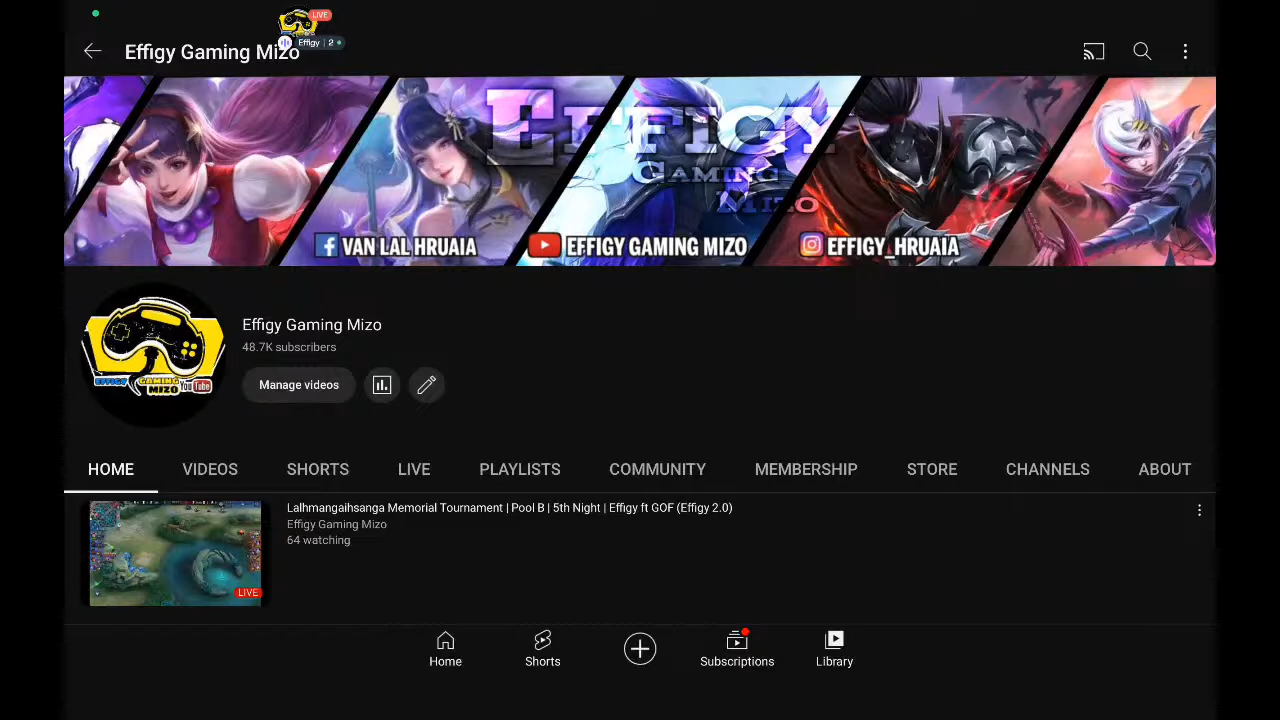 LIVE
Effigy | 2
Effigy Gaming Mizo
EFFIGY
GAMING
MIZO
VAN LAL HRUAIA
EFFIGY GAMING MIZO
EFFIGY_HRUAIA
EFFIGY GAMING
MIZO YouTube
Effigy Gaming Mizo
48.7K subscribers
Manage videos
HOME
VIDEOS
SHORTS
LIVE
PLAYLISTS
COMMUNITY
MEMBERSHIP
STORE
CHANNELS
ABOUT
Lalhmangaihsanga Memorial Tournament | Pool B | 5th Night | Effigy ft GOF (Effigy 2.0)
Effigy Gaming Mizo
64 watching
LIVE
Home
Shorts
Subscriptions
Library